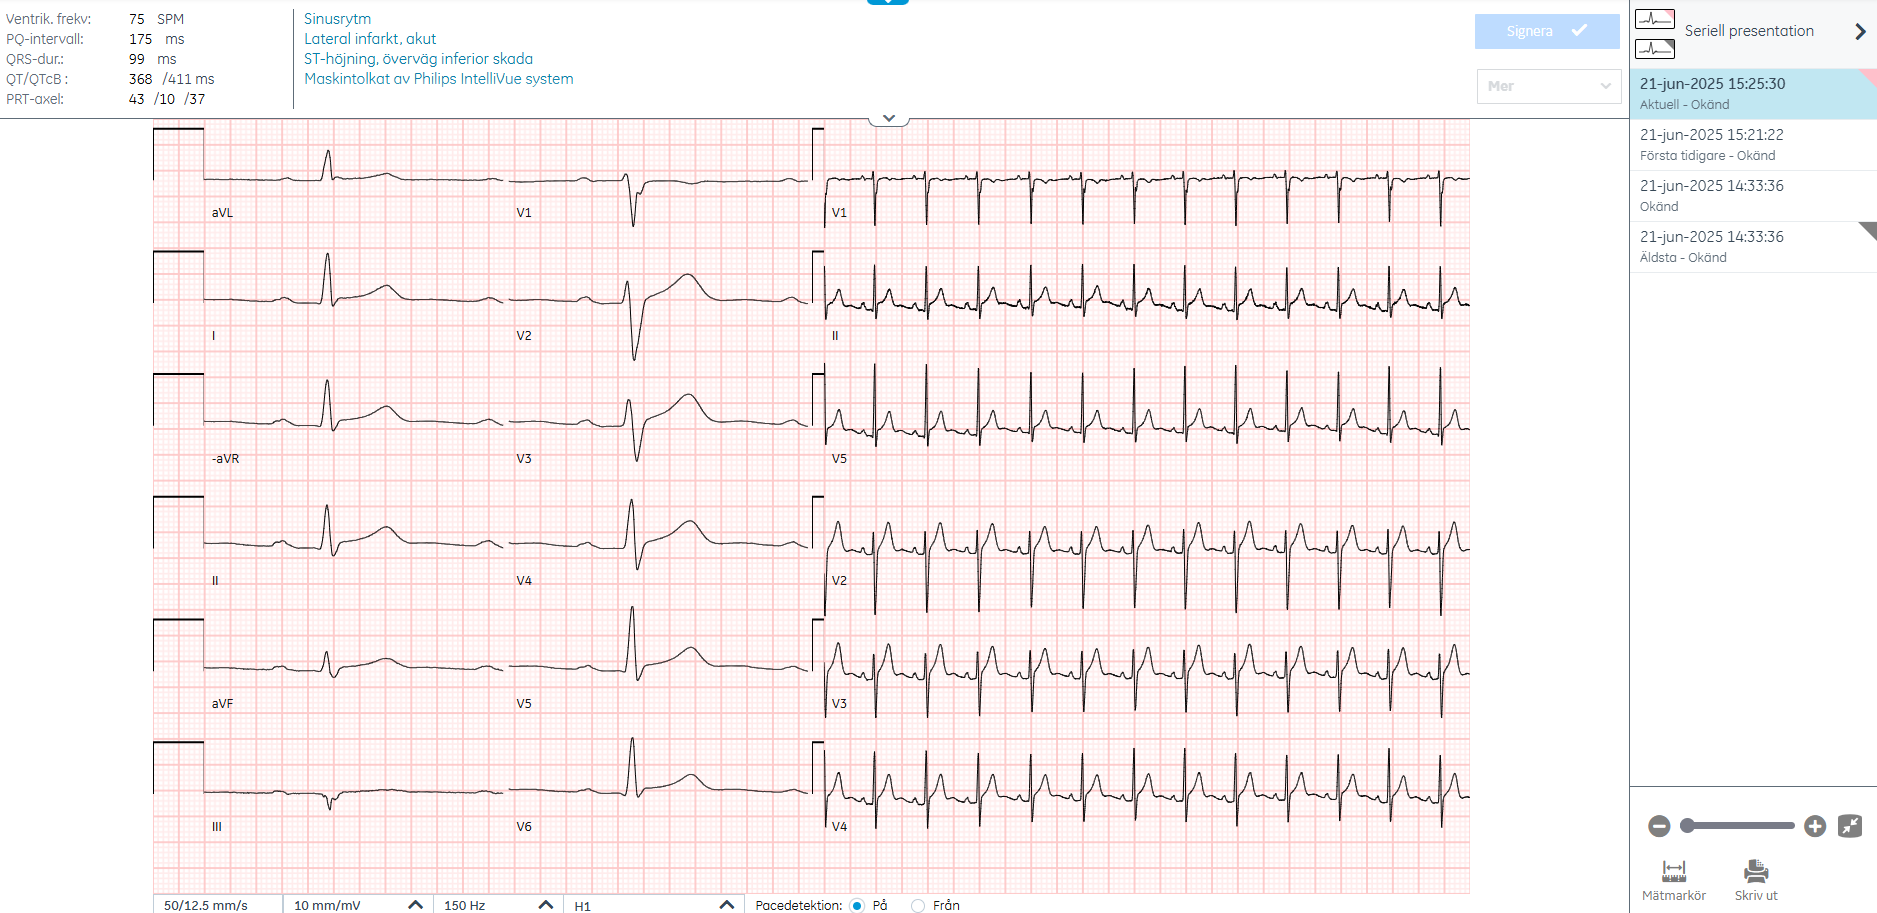 Ventrik. frekv: 75 SPM
PQ-intervall: 175 ms
QRS-dur.: 99 ms
QT/QTcB : 368 /411 ms
PRT-axel: 43 /10 /37
Sinusrytm
Lateral infarkt, akut
ST-höjning, överväg inferior skada
Maskintolkat av Philips IntelliVue system
Signera
Mer
Seriell presentation
21-jun-2025 15:25:30
Aktuell - Okänd
21-jun-2025 15:21:22
Första tidigare - Okänd
21-jun-2025 14:33:36
Okänd
21-jun-2025 14:33:36
Äldsta - Okänd
aVL V1 V1
I V2 II
-aVR V3 V5
II V4 V2
aVF V5 V3
III V6 V4
50/12.5 mm/s 10 mm/mV 150 Hz H1 Pacedetektion: På Från
Mätmarkör Skriv ut